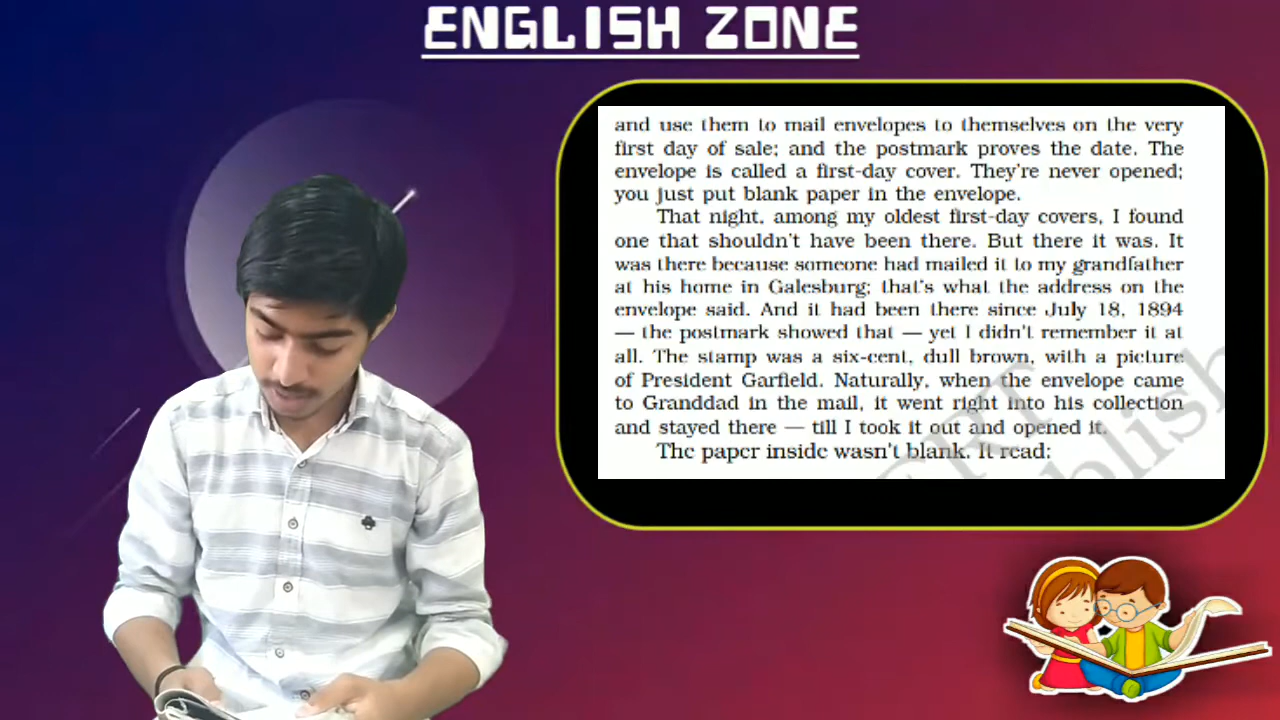 ENGLISH ZONE
and use them to mail envelopes to themselves on the very
first day of sale; and the postmark proves the date. The
envelope is called a first-day cover. They're never opened;
you just put blank paper in the envelope.
That night, among my oldest first-day covers, I found
one that shouldn't have been there. But there it was. It
was there because someone had mailed it to my grandfather
at his home in Galesburg; that's what the address on the
envelope said. And it had been there since July 18, 1894
— the postmark showed that — yet I didn't remember it at
all. The stamp was a six-cent, dull brown, with a picture
of President Garfield. Naturally, when the envelope came
to Granddad in the mail, it went right into his collection
and stayed there — till I took it out and opened it.
The paper inside wasn't blank. It read: